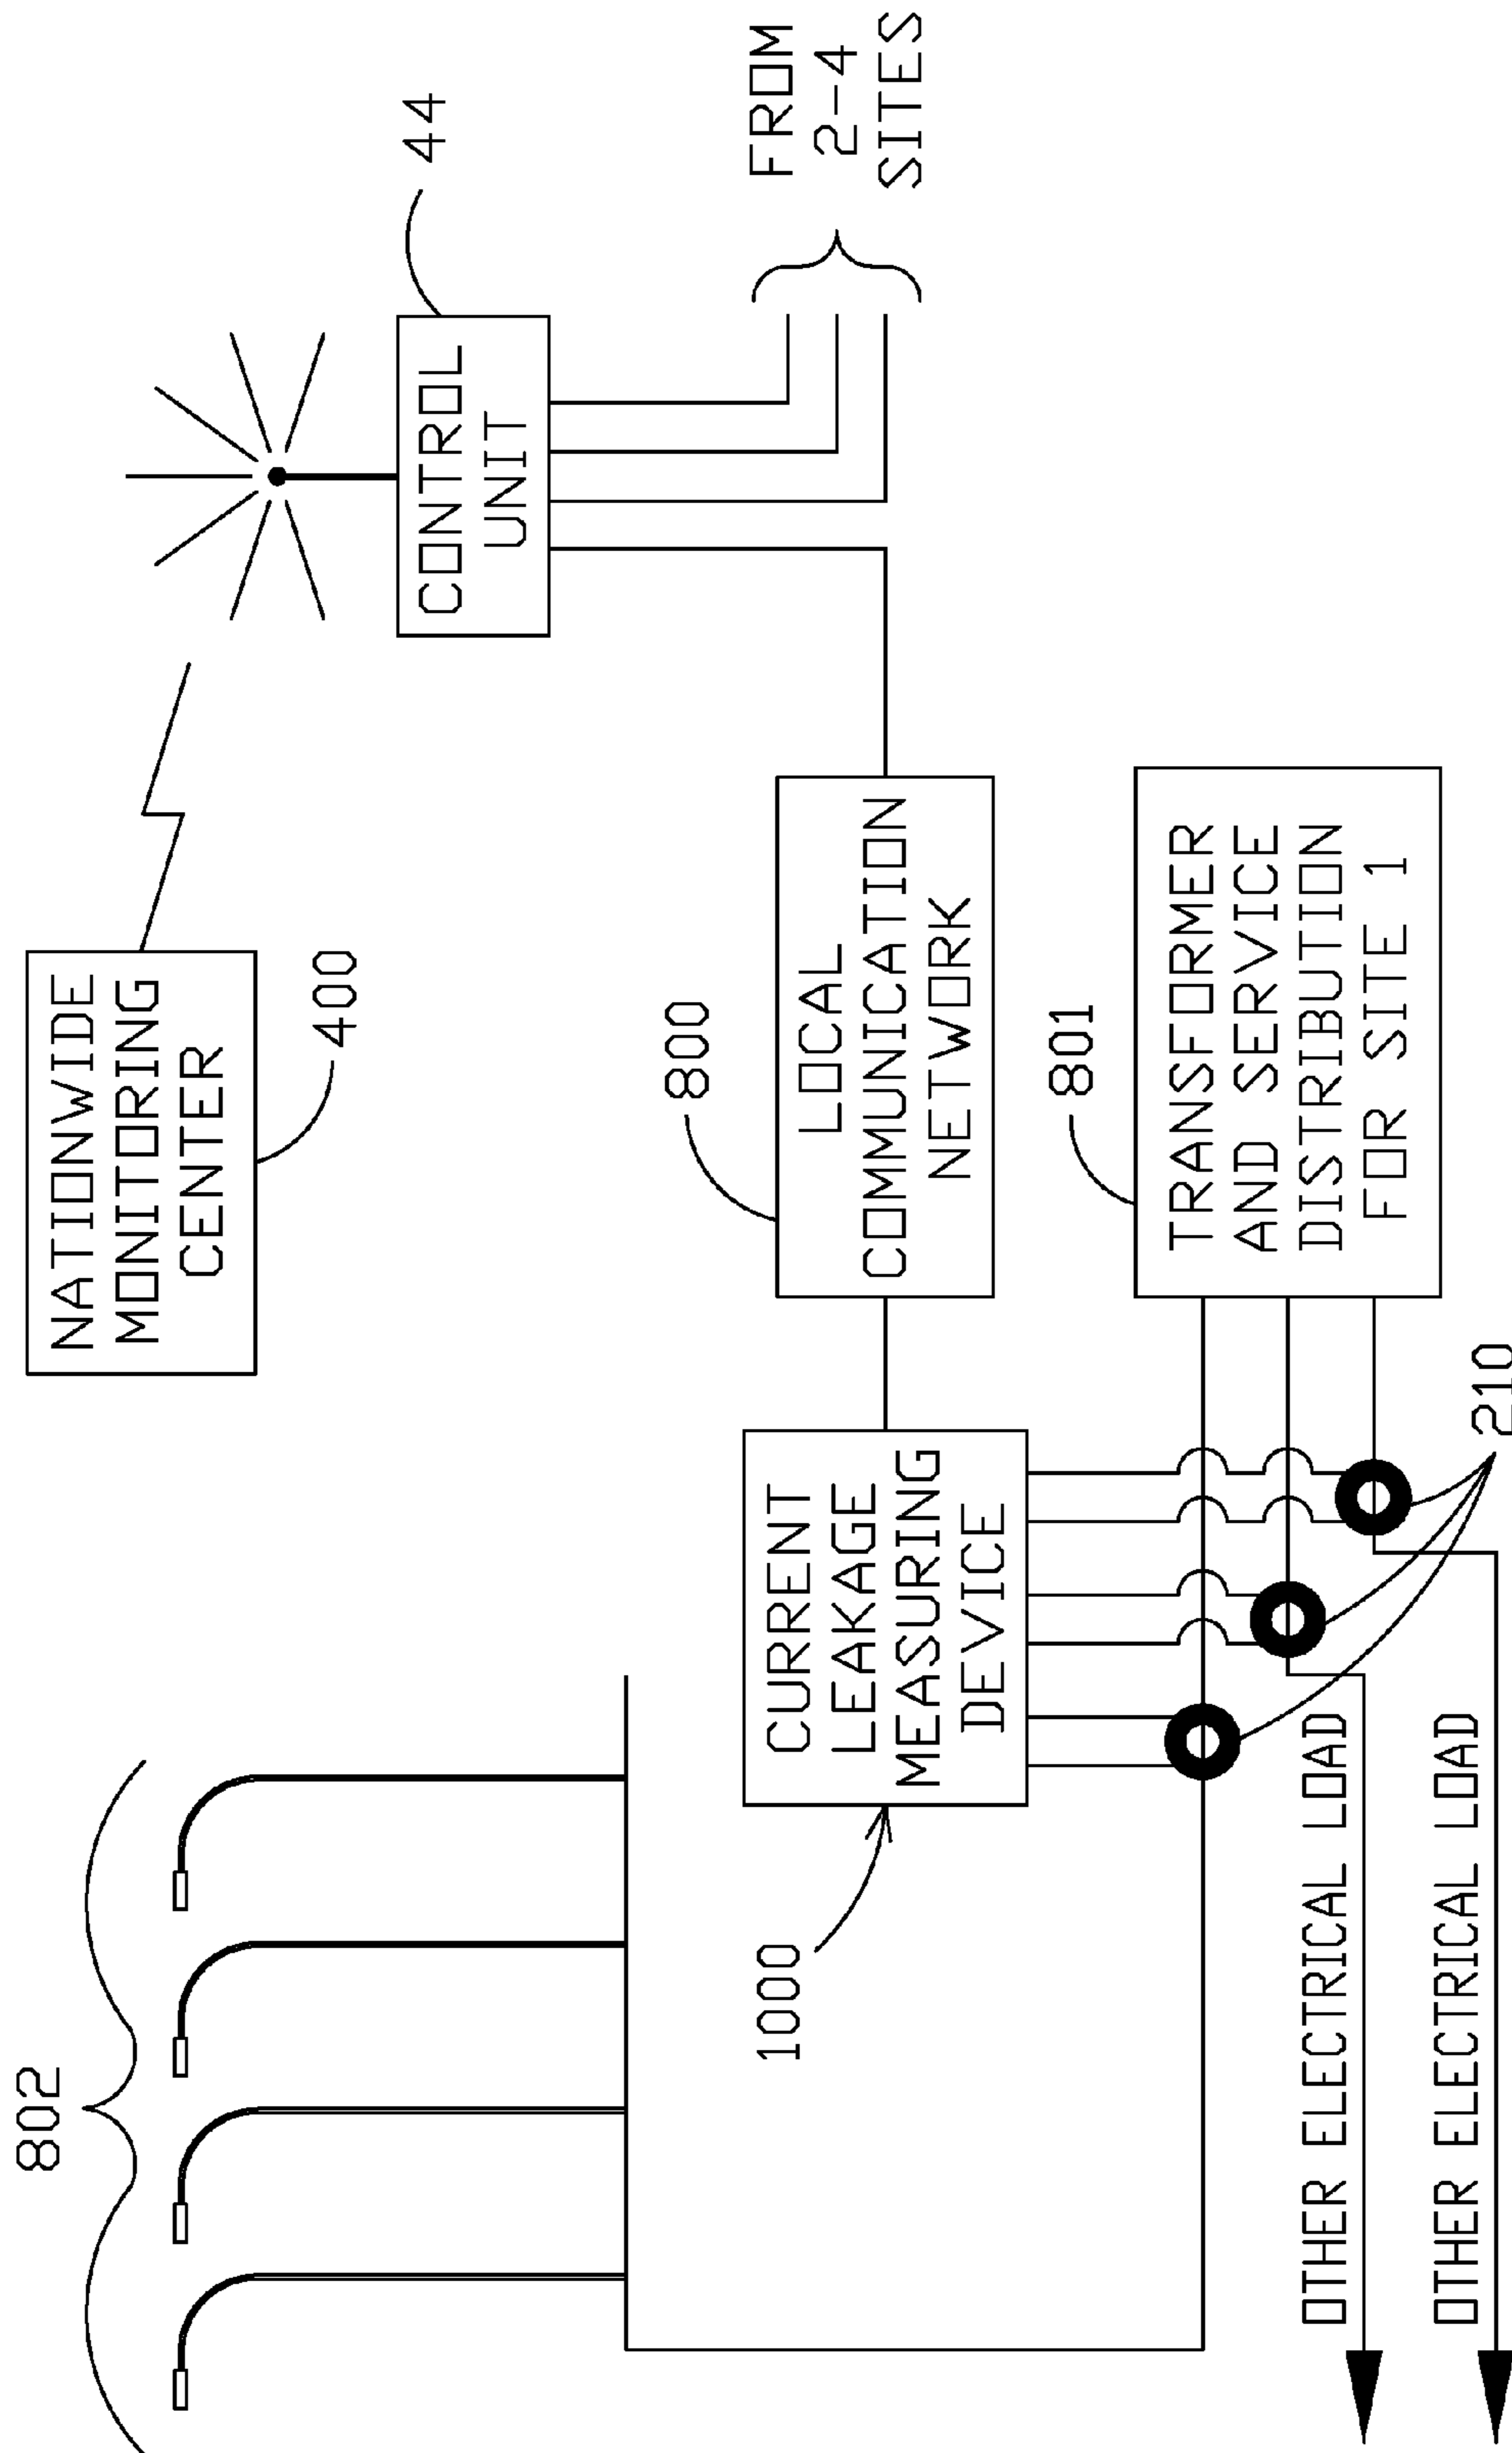 802
NATIONWIDE
MONITORING
CENTER
400
44
CONTROL
UNIT
FROM
2-4
SITES
800
LOCAL
COMMUNICATION
NETWORK
1000
CURRENT
LEAKAGE
MEASURING
DEVICE
801
TRANSFORMER
AND SERVICE
DISTRIBUTION
FOR SITE 1
210
OTHER ELECTRICAL LOAD
OTHER ELECTRICAL LOAD